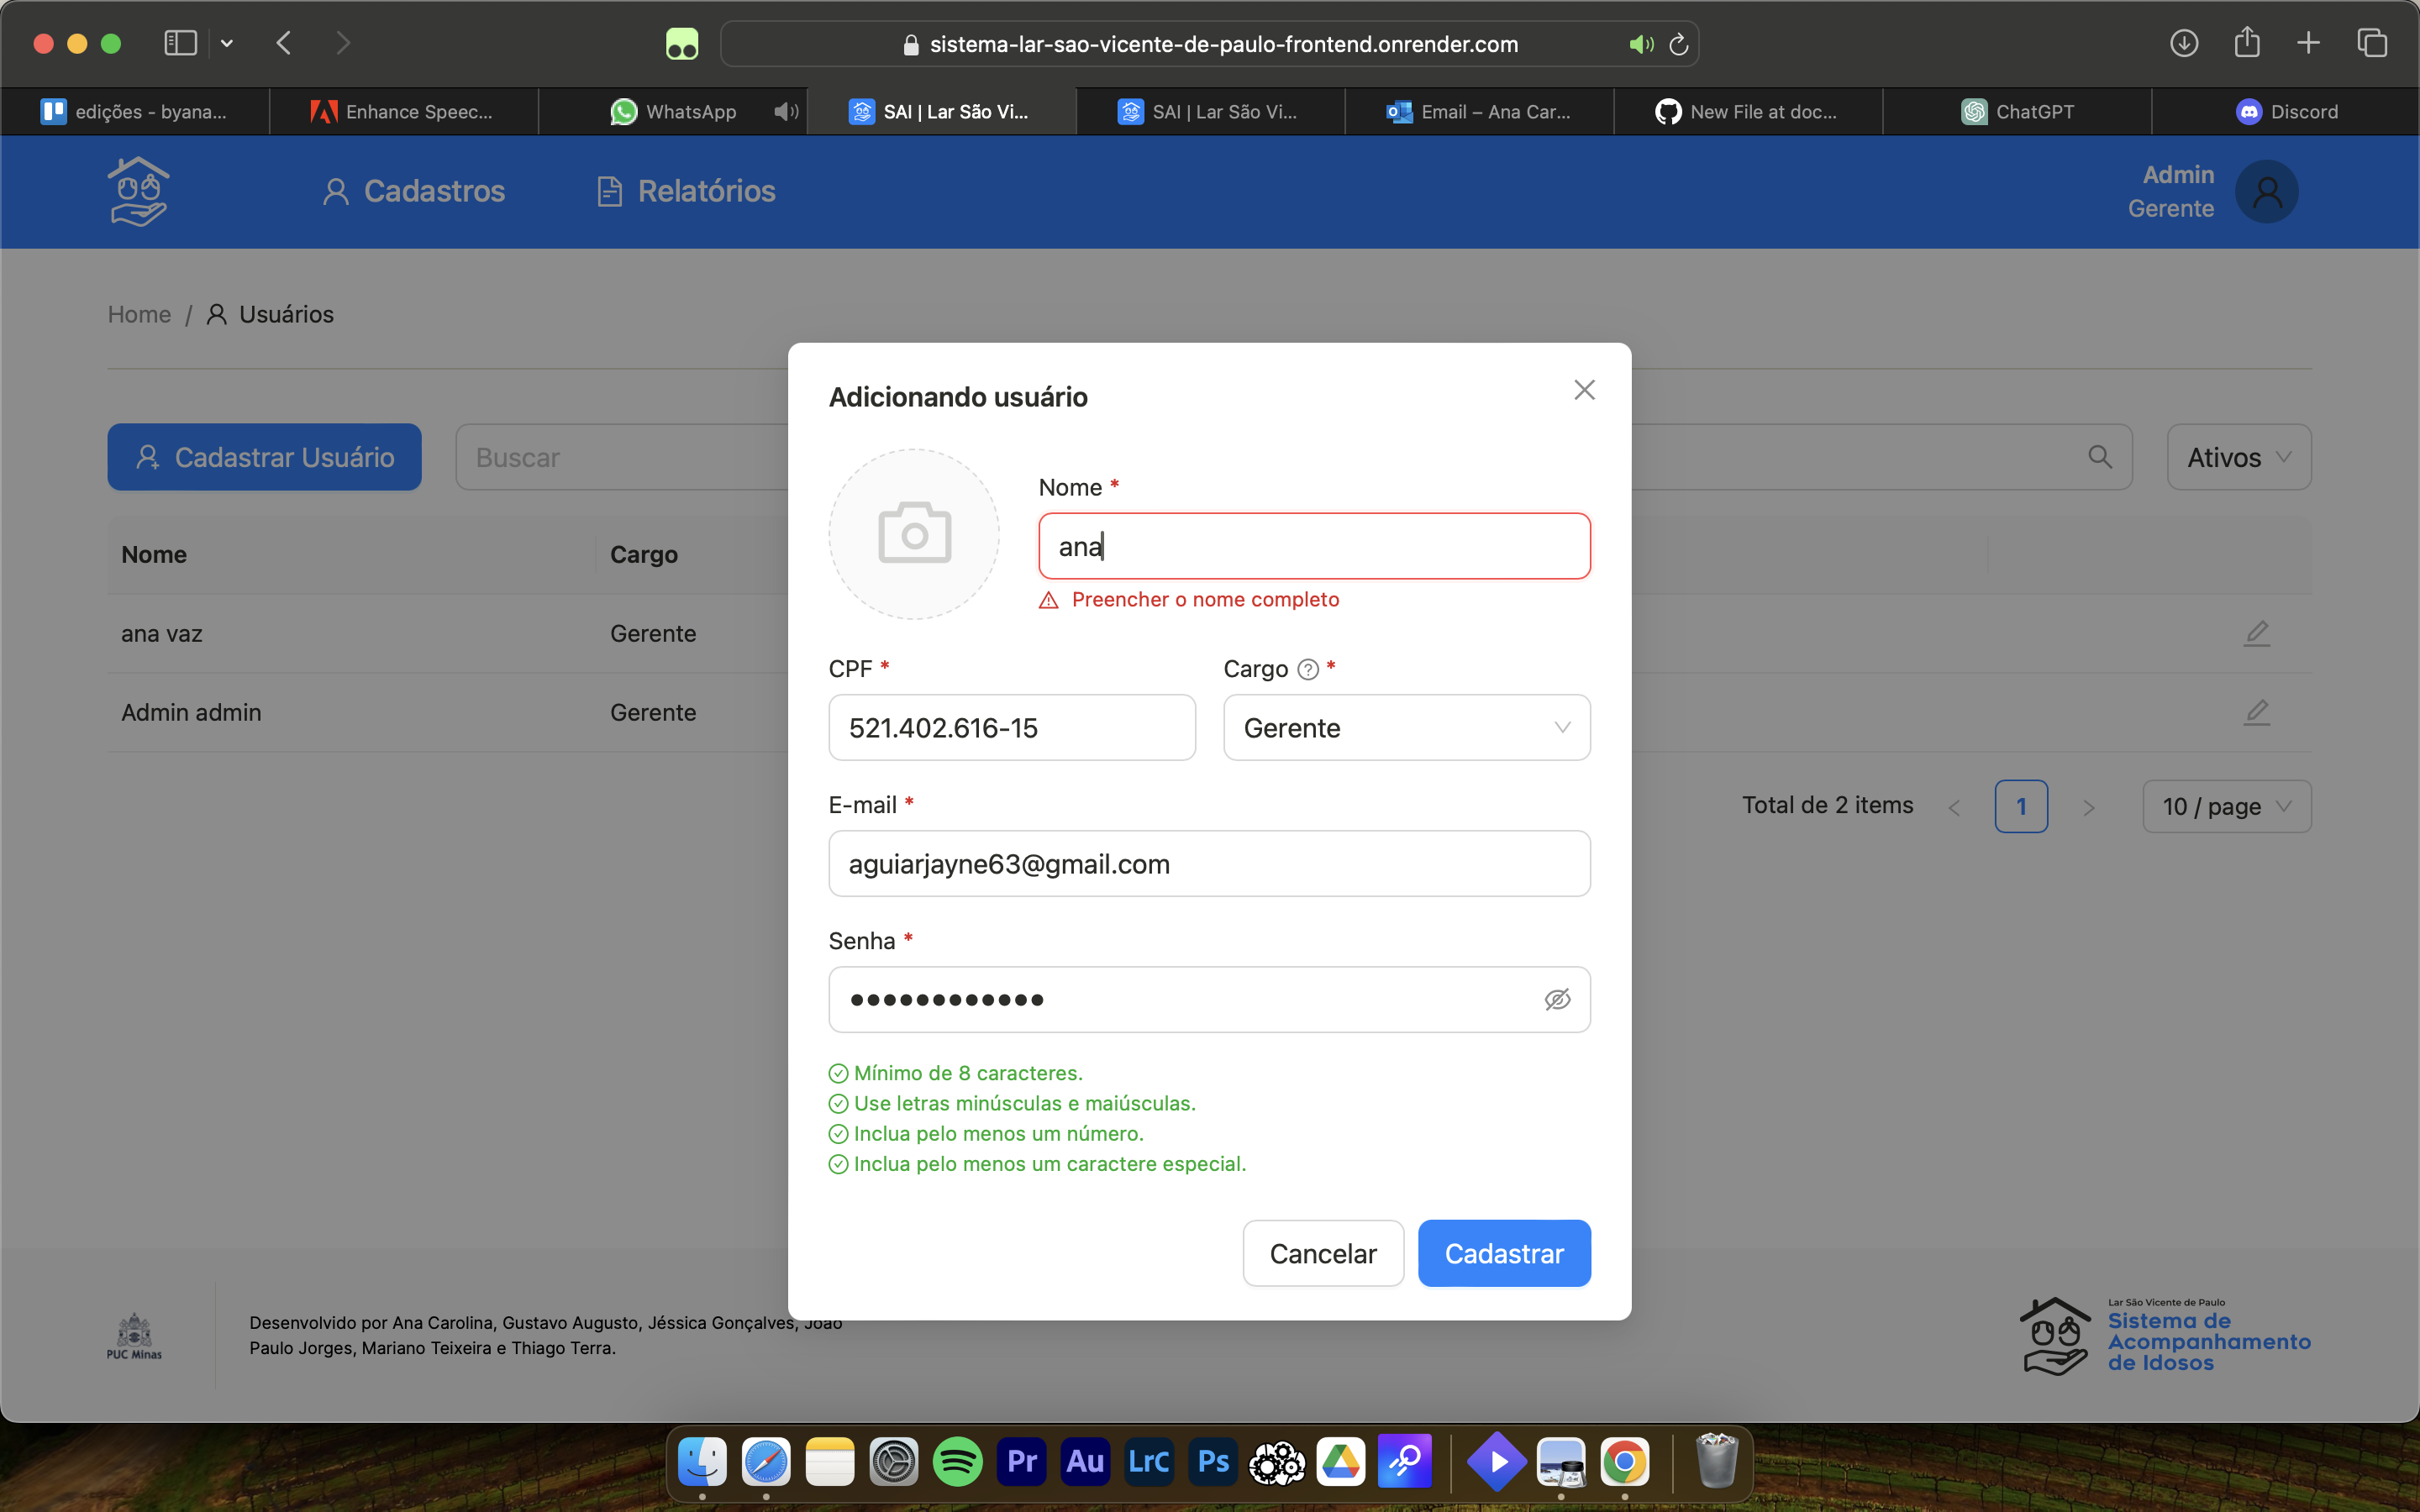 sistema-lar-sao-vicente-de-paulo-frontend.onrender.com
edições - byana...
Enhance Speec...
WhatsApp
SAI | Lar São Vi...
SAI | Lar São Vi...
Email – Ana Car...
New File at doc...
ChatGPT
Discord
Cadastros
Relatórios
Admin
Gerente
Home / Usuários
Cadastrar Usuário
Buscar
Ativos
Nome
Cargo
ana vaz
Gerente
Admin admin
Gerente
Total de 2 items
1
10 / page
Adicionando usuário
Nome *
ana
Preencher o nome completo
CPF *
Cargo ? *
521.402.616-15
Gerente
E-mail *
aguiarjayne63@gmail.com
Senha *
••••••••••••
Mínimo de 8 caracteres.
Use letras minúsculas e maiúsculas.
Inclua pelo menos um número.
Inclua pelo menos um caractere especial.
Cancelar
Cadastrar
PUC Minas
Desenvolvido por Ana Carolina, Gustavo Augusto, Jéssica Gonçalves, João
Paulo Jorges, Mariano Teixeira e Thiago Terra.
Lar São Vicente de Paulo
Sistema de
Acompanhamento
de Idosos
Pr
Au
LrC
Ps